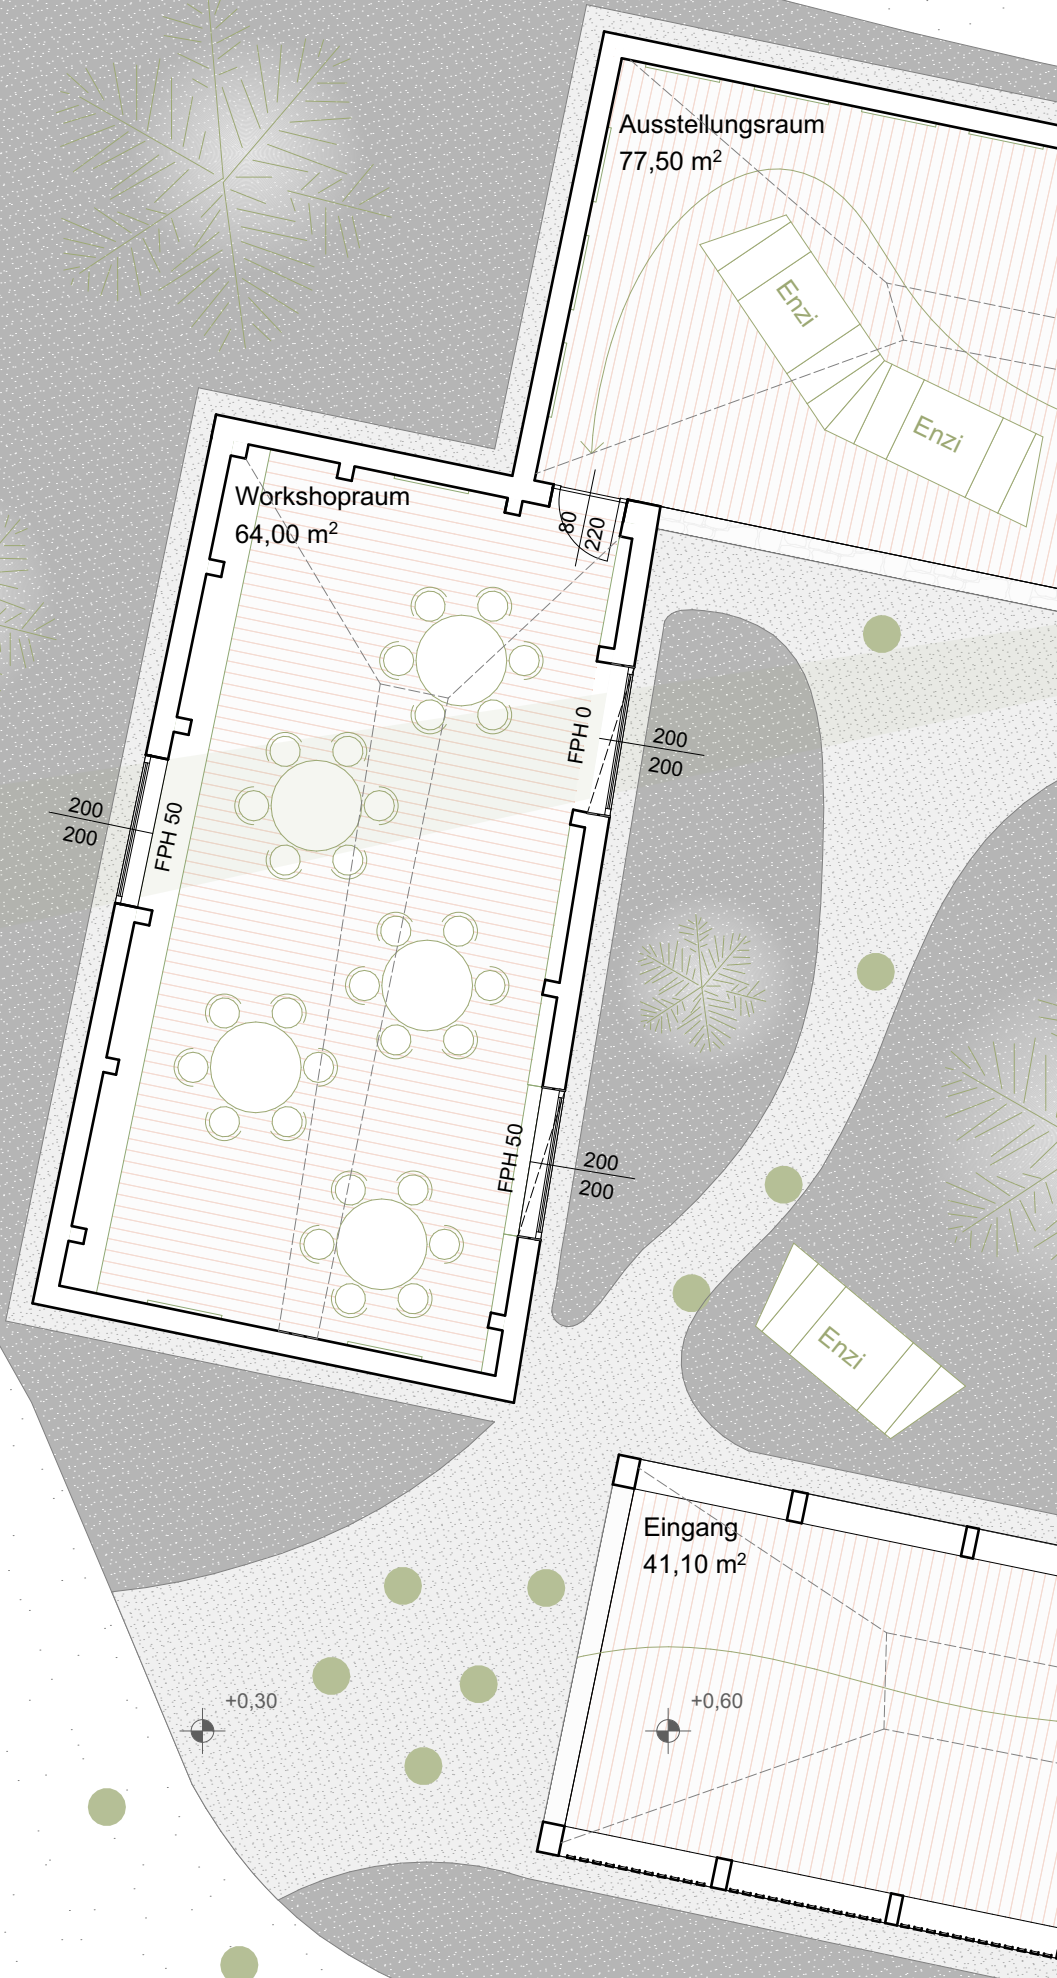 Ausstellungsraum
77,50 m²
Enzi
Enzi
Workshopraum
64,00 m²
80
220
FPH 0
200
200
200
200
FPH 50
FPH 50
200
200
Enzi
Eingang
41,10 m²
+0,30
+0,60